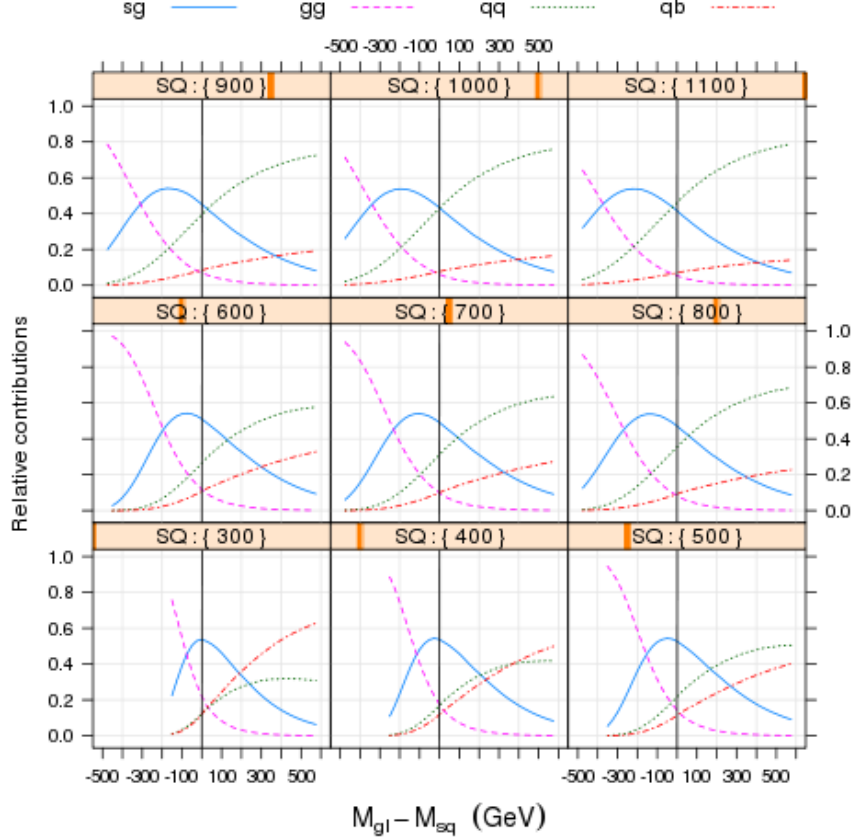 sg gg qq qb
-500 -300 -100 100 300 500
SQ : { 900 } SQ : { 1000 } SQ : { 1100 }
1.0
0.8
0.6
0.4
0.2
0.0
SQ : { 600 } SQ : { 700 } SQ : { 800 }
1.0
0.8
0.6
0.4
0.2
0.0
Relative contributions
SQ : { 300 } SQ : { 400 } SQ : { 500 }
1.0
0.8
0.6
0.4
0.2
0.0
-500 -300 -100 100 300 500 -500 -300 -100 100 300 500
M_gl – M_sq (GeV)